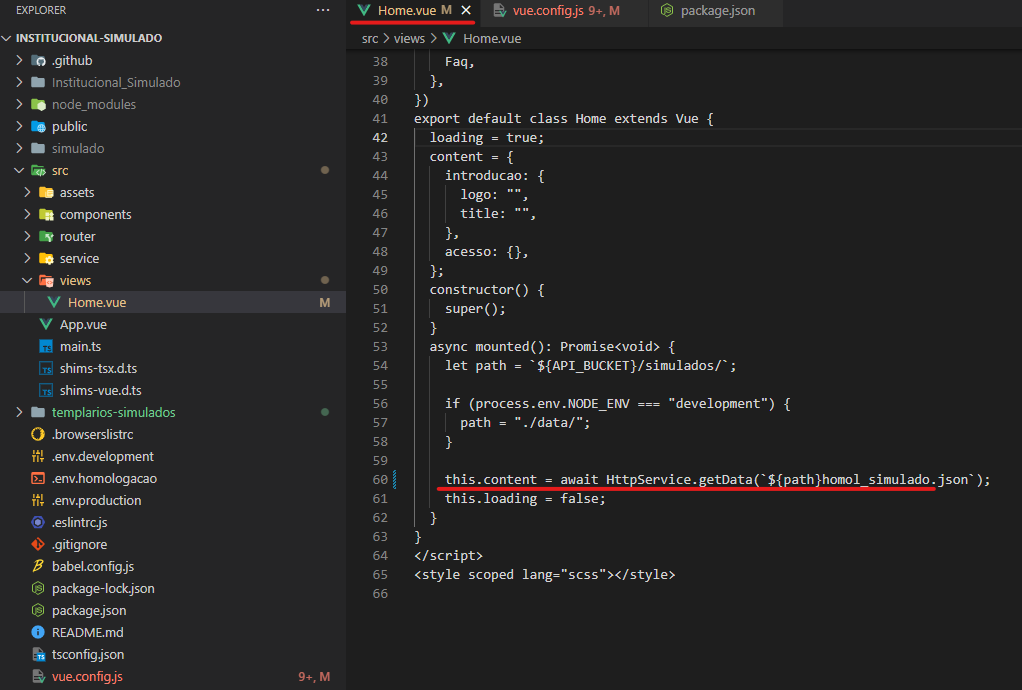 EXPLORER ...
INSTITUCIONAL-SIMULADO
.github
Institucional_Simulado
node_modules
public
simulado
src
assets
components
router
service
views
Home.vue M
App.vue
main.ts
shims-tsx.d.ts
shims-vue.d.ts
templarios-simulados
.browserslistrc
.env.development
.env.homologacao
.env.production
.eslintrc.js
.gitignore
babel.config.js
package-lock.json
package.json
README.md
tsconfig.json
vue.config.js 9+, M
Home.vue M vue.config.js 9+, M package.json
src > views > Home.vue
38 Faq,
39 },
40 })
41 export default class Home extends Vue {
42 loading = true;
43 content = {
44 introducao: {
45 logo: "",
46 title: "",
47 },
48 acesso: {},
49 };
50 constructor() {
51 super();
52 }
53 async mounted(): Promise<void> {
54 let path = `${API_BUCKET}/simulados/`;
55
56 if (process.env.NODE_ENV === "development") {
57 path = "./data/";
58 }
59
60 this.content = await HttpService.getData(`${path}homol_simulado.json`);
61 this.loading = false;
62 }
63 }
64 </script>
65 <style scoped lang="scss"></style>
66